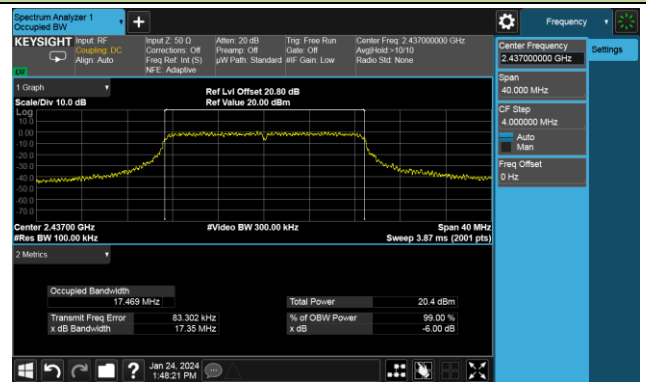 Spectrum Analyzer 1
Occupied BW
Frequency
KEYSIGHT
Input: RF
Coupling: DC
Align: Auto
Input Z: 50 Ω
Corrections: Off
Freq Ref: Int (S)
NFE: Adaptive
Atten: 20 dB
Preamp: Off
µW Path: Standard
Trig: Free Run
Gate: Off
#IF Gain: Low
Center Freq: 2.437000000 GHz
Avg|Hold:>10/10
Radio Std: None
Center Frequency
2.437000000 GHz
Settings
Span
40.000 MHz
CF Step
4.000000 MHz
Auto
Man
Freq Offset
0 Hz
1 Graph
Scale/Div 10.0 dB
Ref Lvl Offset 20.80 dB
Ref Value 20.00 dBm
Log
10.0
0.00
-10.0
-20.0
-30.0
-40.0
-50.0
-60.0
-70.0
Center 2.43700 GHz
#Video BW 300.00 kHz
Span 40 MHz
#Res BW 100.00 kHz
Sweep 3.87 ms (2001 pts)
2 Metrics
Occupied Bandwidth
17.469 MHz
Total Power 20.4 dBm
Transmit Freq Error 83.302 kHz
% of OBW Power 99.00 %
x dB Bandwidth 17.35 MHz
x dB -6.00 dB
Jan 24, 2024
1:48:21 PM